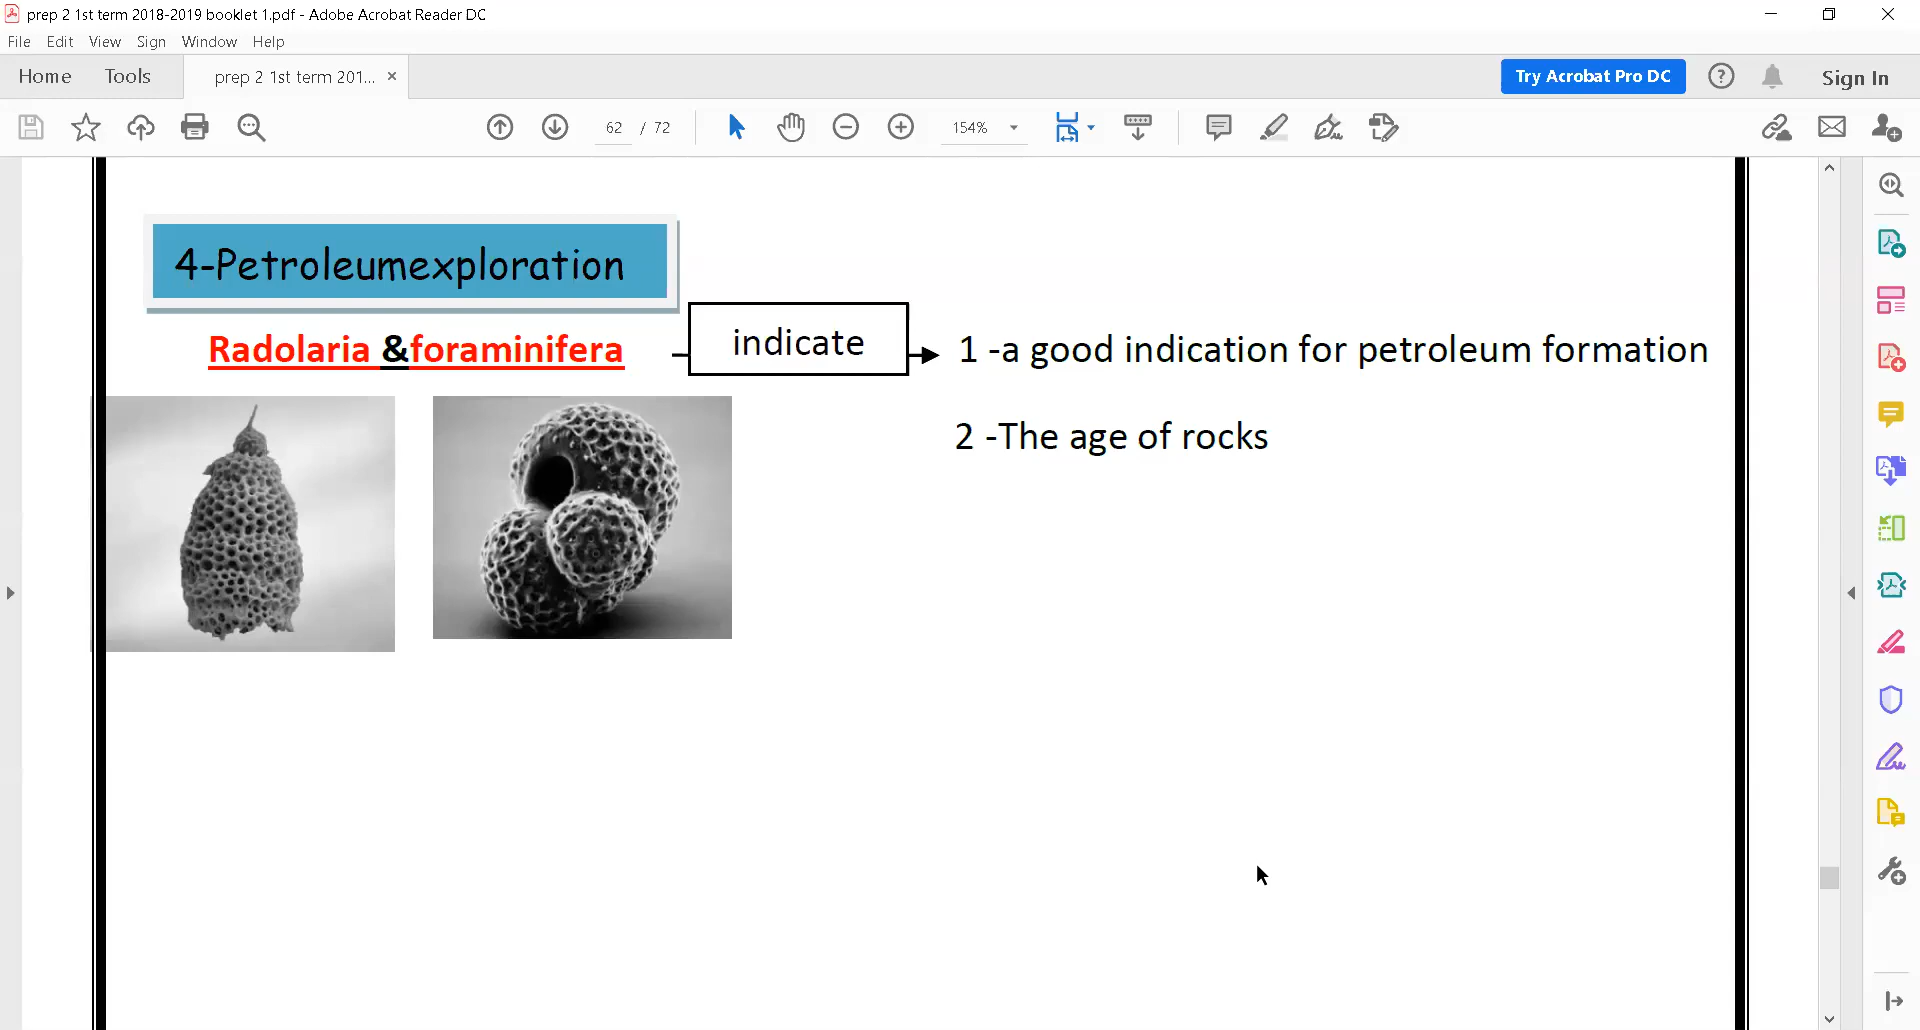 prep 2 1st term 2018-2019 booklet 1.pdf - Adobe Acrobat Reader DC
File Edit View Sign Window Help
Home Tools prep 2 1st term 201... ×
Try Acrobat Pro DC Sign In
62 / 72 154%
4-Petroleumexploration
Radolaria &foraminifera indicate 1 -a good indication for petroleum formation
2 -The age of rocks